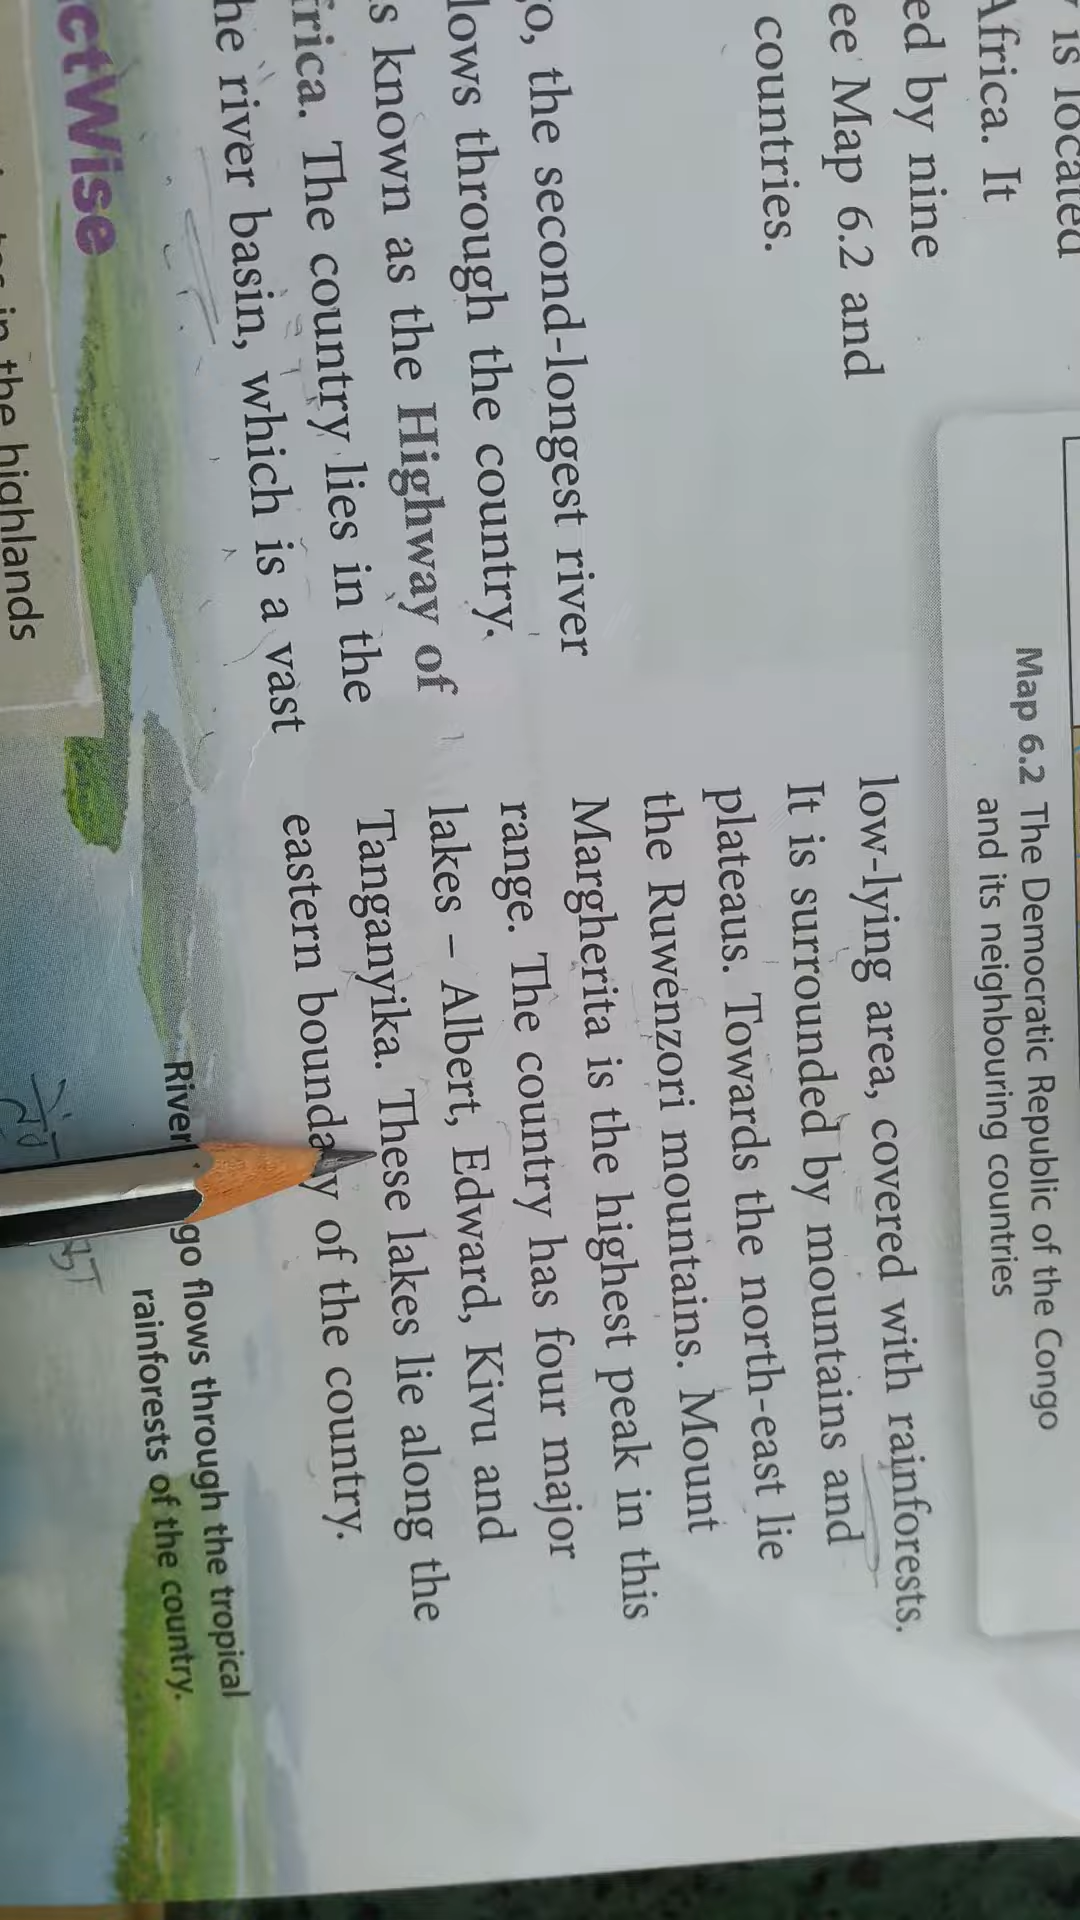 is located
Africa. It
ed by nine
ee Map 6.2 and
countries.
o, the second-longest river
lows through the country.
s known as the Highway of
frica. The country lies in the
he river basin, which is a vast
ctWise
in the highlands
Map 6.2 The Democratic Republic of the Congo
and its neighbouring countries
low-lying area, covered with rainforests.
It is surrounded by mountains and
plateaus. Towards the north-east lie
the Ruwenzori mountains. Mount
Margherita is the highest peak in this
range. The country has four major
lakes – Albert, Edward, Kivu and
Tanganyika. These lakes lie along the
eastern bounda y of the country.
River go flows through the tropical
rainforests of the country.